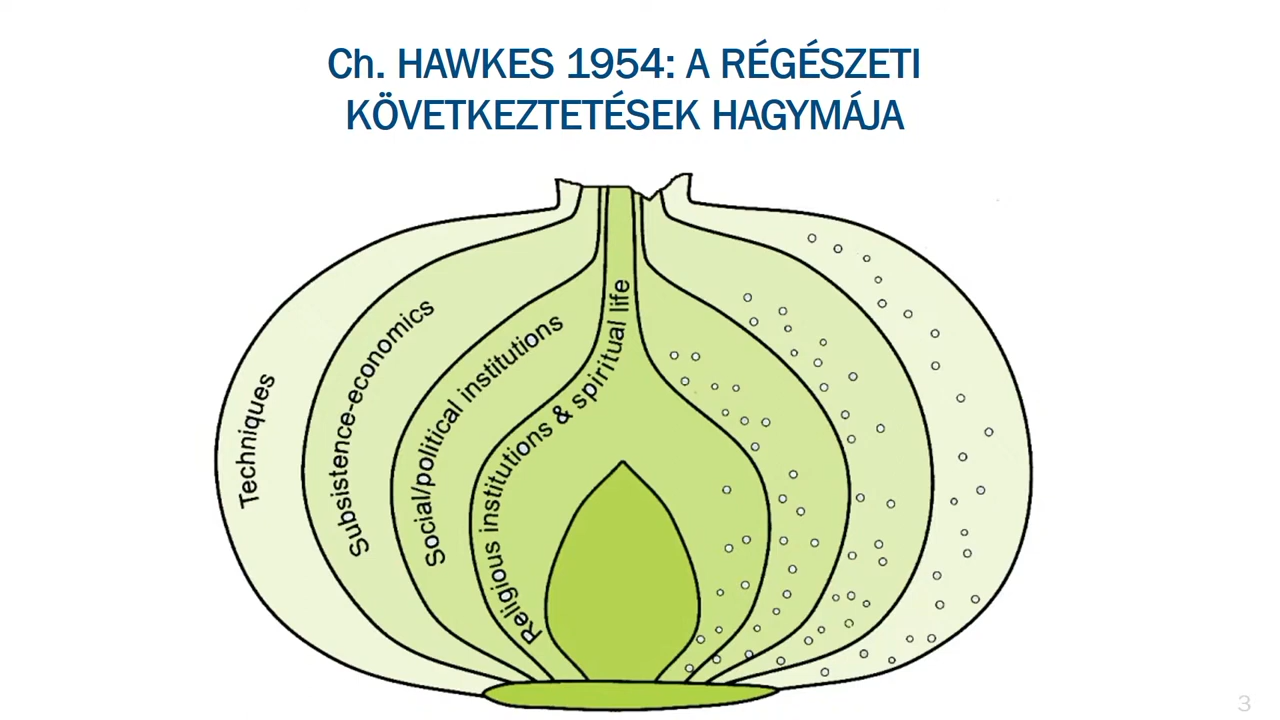 Ch. HAWKES 1954: A RÉGÉSZETI
KÖVETKEZTETÉSEK HAGYMÁJA
Techniques
Subsistence-economics
Social/political institutions
Religious institutions & spiritual life
3